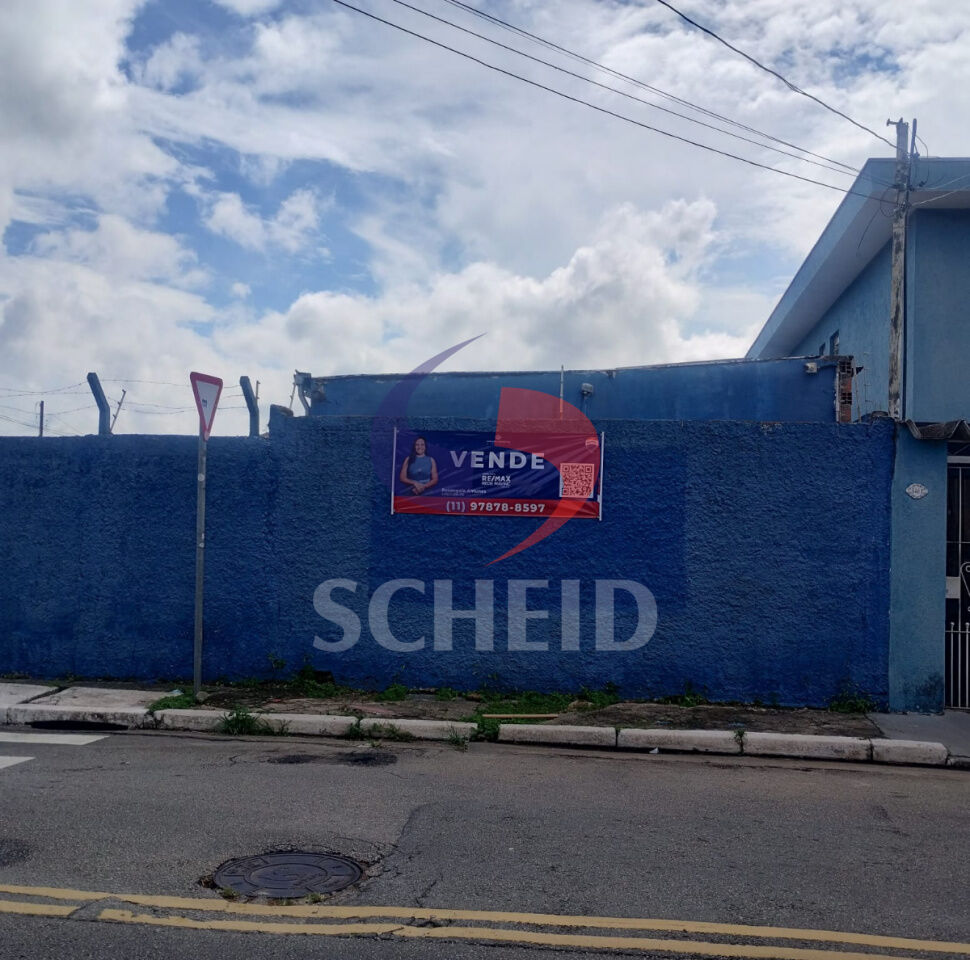 VENDE
RE/MAX
(11) 97878-8597
SCHEID